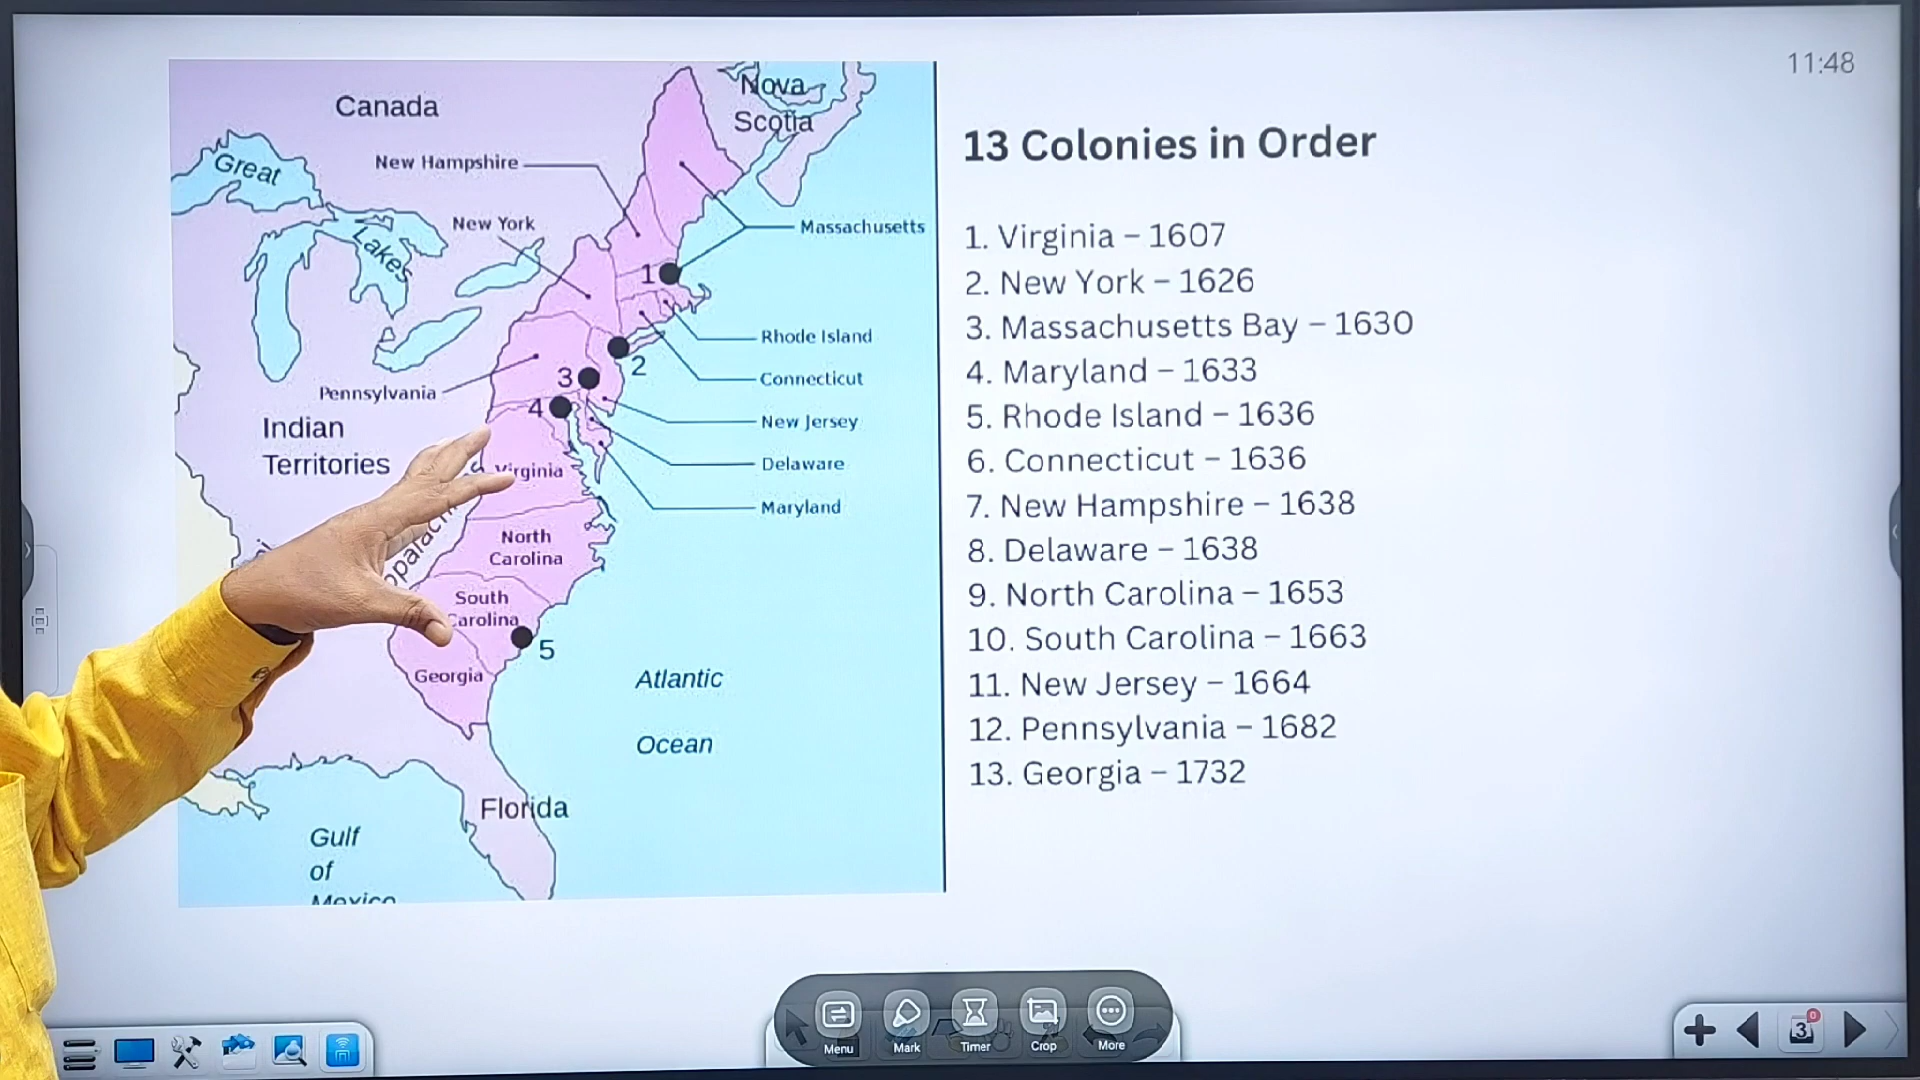 11:48
Canada
Nova
Scotia
Great
Lakes
New Hampshire
New York
Massachusetts
1
Rhode Island
2
Connecticut
3
Pennsylvania
4
New Jersey
Indian
Territories
Delaware
Virginia
Maryland
North
Carolina
South
Carolina
5
Georgia
Atlantic
Ocean
Florida
Gulf
of
Mexico
13 Colonies in Order
1. Virginia – 1607
2. New York – 1626
3. Massachusetts Bay – 1630
4. Maryland – 1633
5. Rhode Island – 1636
6. Connecticut – 1636
7. New Hampshire – 1638
8. Delaware – 1638
9. North Carolina – 1653
10. South Carolina – 1663
11. New Jersey – 1664
12. Pennsylvania – 1682
13. Georgia – 1732
Menu Mark Timer Crop More
3
0